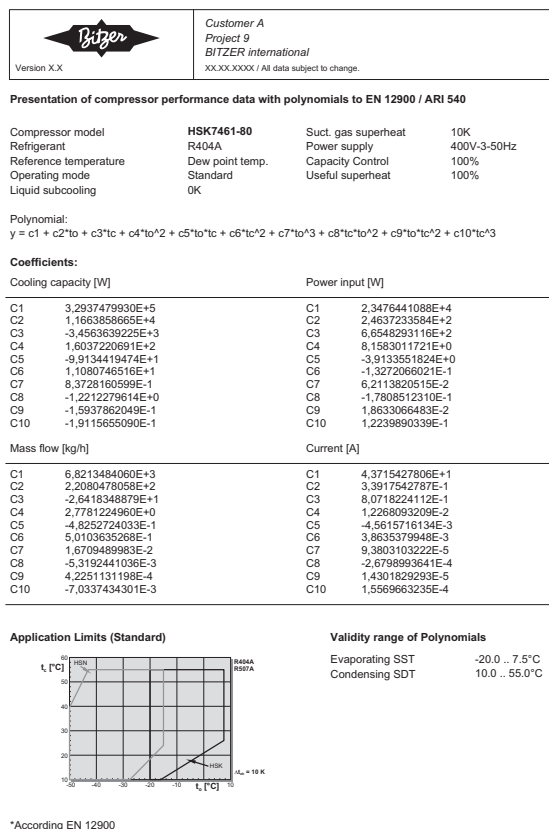 Bitzer
Version X.X
Customer A
Project 9
BITZER international
XX.XX.XXXX / All data subject to change.
Presentation of compressor performance data with polynomials to EN 12900 / ARI 540
Compressor model HSK7461-80 Suct. gas superheat 10K
Refrigerant R404A Power supply 400V-3-50Hz
Reference temperature Dew point temp. Capacity Control 100%
Operating mode Standard Useful superheat 100%
Liquid subcooling 0K
Polynomial:
y = c1 + c2*to + c3*tc + c4*to^2 + c5*to*tc + c6*tc^2 + c7*to^3 + c8*tc*to^2 + c9*to*tc^2 + c10*tc^3
Coefficients:
Cooling capacity [W] Power input [W]
C1 3,2937479930E+5 C1 2,3476441088E+4
C2 1,1663858665E+4 C2 2,4637233584E+2
C3 -3,4563639225E+3 C3 6,6548293116E+2
C4 1,6037220691E+2 C4 8,1583011721E+0
C5 -9,9134419474E+1 C5 -3,9133551824E+0
C6 1,1080746516E+1 C6 -1,3272066021E-1
C7 8,3728160599E-1 C7 6,2113820515E-2
C8 -1,2212279614E+0 C8 -1,7808512310E-1
C9 -1,5937862049E-1 C9 1,8633066483E-2
C10 -1,9115655090E-1 C10 1,2239890339E-1
Mass flow [kg/h] Current [A]
C1 6,8213484060E+3 C1 4,3715427806E+1
C2 2,2080478058E+2 C2 3,3917542787E-1
C3 -2,6418348879E+1 C3 8,0718224112E-1
C4 2,7781224960E+0 C4 1,2268093209E-2
C5 -4,8252724033E-1 C5 -4,5615716134E-3
C6 5,0103635268E-1 C6 3,8635379948E-3
C7 1,6709489983E-2 C7 9,3803103222E-5
C8 -5,3192441036E-3 C8 -2,6798993641E-4
C9 4,2251131198E-4 C9 1,4301829293E-5
C10 -7,0337434301E-3 C10 1,5569663235E-4
Application Limits (Standard) Validity range of Polynomials
Evaporating SST -20.0 .. 7.5°C
Condensing SDT 10.0 .. 55.0°C
tc [°C]
60
50
40
30
20
10
HSN
R404A
R507A
HSK
Δtoh = 10 K
-50 -40 -30 -20 -10 10
to [°C]
*According EN 12900